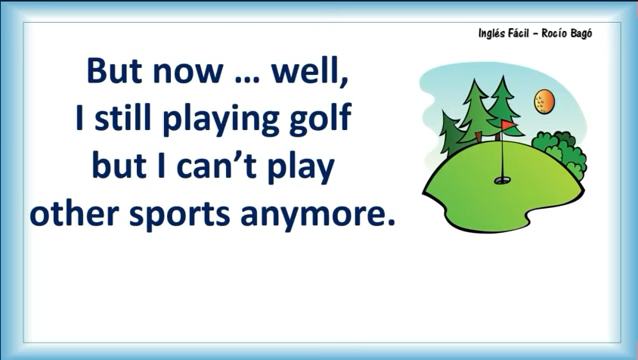 Inglés Fácil – Rocío Bagó
But now … well,
I still playing golf
but I can’t play
other sports anymore.